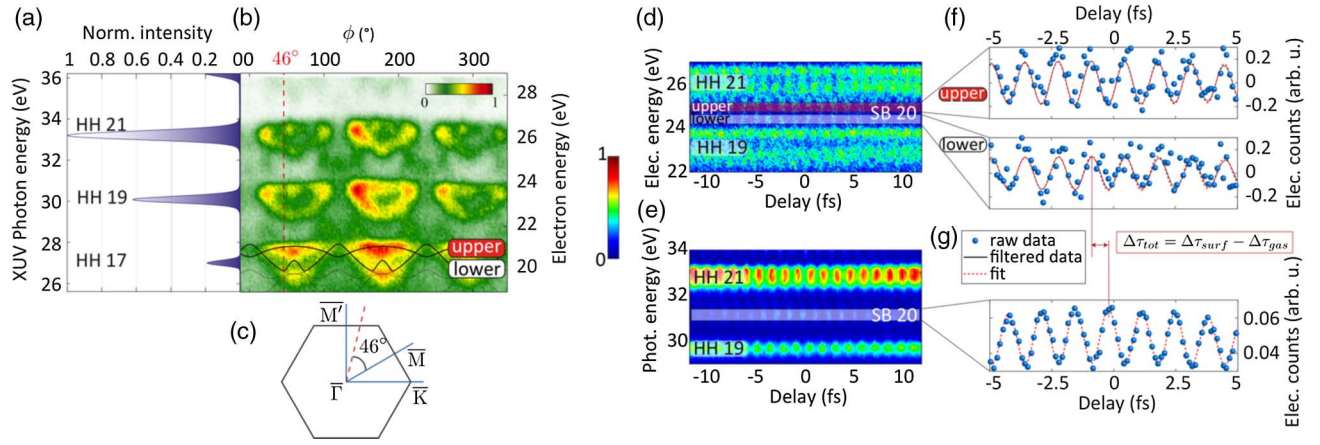 (a)
Norm. intensity
1 0.8 0.6 0.4 0.2 0
XUV Photon energy (eV)
36
34
32
30
28
26
HH 21
HH 19
HH 17
(b)
ϕ (°)
0 46° 100 200 300
0 1
upper
lower
Electron energy (eV)
28
26
24
22
20
1
0
(c)
M′
46°
M
Γ
K
(d)
Elec. energy (eV)
26
24
22
HH 21
upper
lower
SB 20
HH 19
-10 -5 0 5 10
Delay (fs)
(e)
Phot. energy (eV)
34
32
30
HH 21
SB 20
HH 19
-10 -5 0 5 10
Delay (fs)
(f)
Delay (fs)
-5 -2.5 0 2.5 5
upper
0.2
0
-0.2
lower
0.2
0
-0.2
Elec. counts (arb. u.)
(g)
raw data
filtered data
fit
Δτtot = Δτsurf − Δτgas
0.06
0.04
Elec. counts (arb. u.)
-5 -2.5 0 2.5 5
Delay (fs)